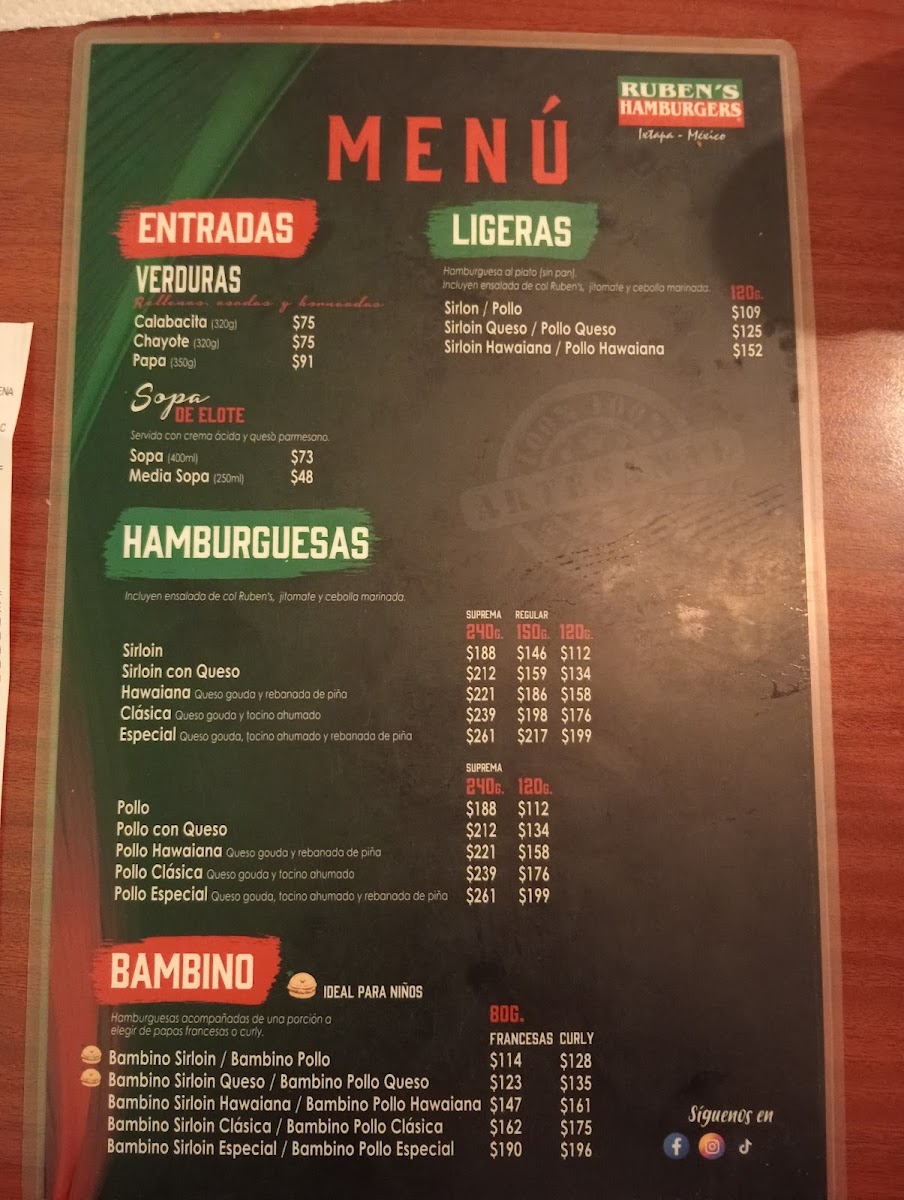 RUBEN'S
HAMBURGERS
Ixtapa - México
MENÚ
ENTRADAS
VERDURAS
Rellenas, asadas y horneadas
Calabacita (320g) $75
Chayote (320g) $75
Papa (350g) $91
Sopa
DE ELOTE
Servida con crema ácida y queso parmesano.
Sopa (400ml) $73
Media Sopa (250ml) $48
LIGERAS
Hamburguesa al plato (sin pan).
Incluyen ensalada de col Ruben's, jitomate y cebolla marinada.
120G.
Sirlon / Pollo $109
Sirloin Queso / Pollo Queso $125
Sirloin Hawaiana / Pollo Hawaiana $152
100%
ARTESANAL
HAMBURGUESAS
Incluyen ensalada de col Ruben's, jitomate y cebolla marinada.
SUPREMA REGULAR
240G. 150G. 120G.
Sirloin $188 $146 $112
Sirloin con Queso $212 $159 $134
Hawaiana Queso gouda y rebanada de piña $221 $186 $158
Clásica Queso gouda y tocino ahumado $239 $198 $176
Especial Queso gouda, tocino ahumado y rebanada de piña $261 $217 $199
SUPREMA
240G. 120G.
Pollo $188 $112
Pollo con Queso $212 $134
Pollo Hawaiana Queso gouda y rebanada de piña $221 $158
Pollo Clásica Queso gouda y tocino ahumado $239 $176
Pollo Especial Queso gouda, tocino ahumado y rebanada de piña $261 $199
BAMBINO
IDEAL PARA NIÑOS
Hamburguesas acompañadas de una porción a
elegir de papas francesas o curly.
80G.
FRANCESAS CURLY
Bambino Sirloin / Bambino Pollo $114 $128
Bambino Sirloin Queso / Bambino Pollo Queso $123 $135
Bambino Sirloin Hawaiana / Bambino Pollo Hawaiana $147 $161
Bambino Sirloin Clásica / Bambino Pollo Clásica $162 $175
Bambino Sirloin Especial / Bambino Pollo Especial $190 $196
Síguenos en